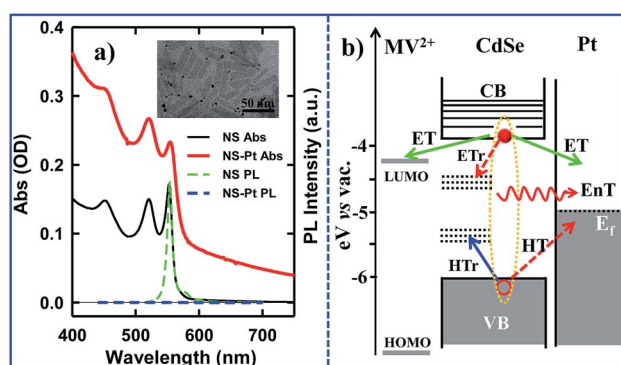 a)
50 nm
NS Abs
NS-Pt Abs
NS PL
NS-Pt PL
Abs (OD)
0.4
0.3
0.2
0.1
0.0
400 500 600 700
Wavelength (nm)
PL Intensity (a.u.)
b) MV2+ CdSe Pt
CB
ET
ET
ETr
LUMO
EnT
HT
Ef
HTr
VB
HOMO
eV vs vac.
-4
-5
-6